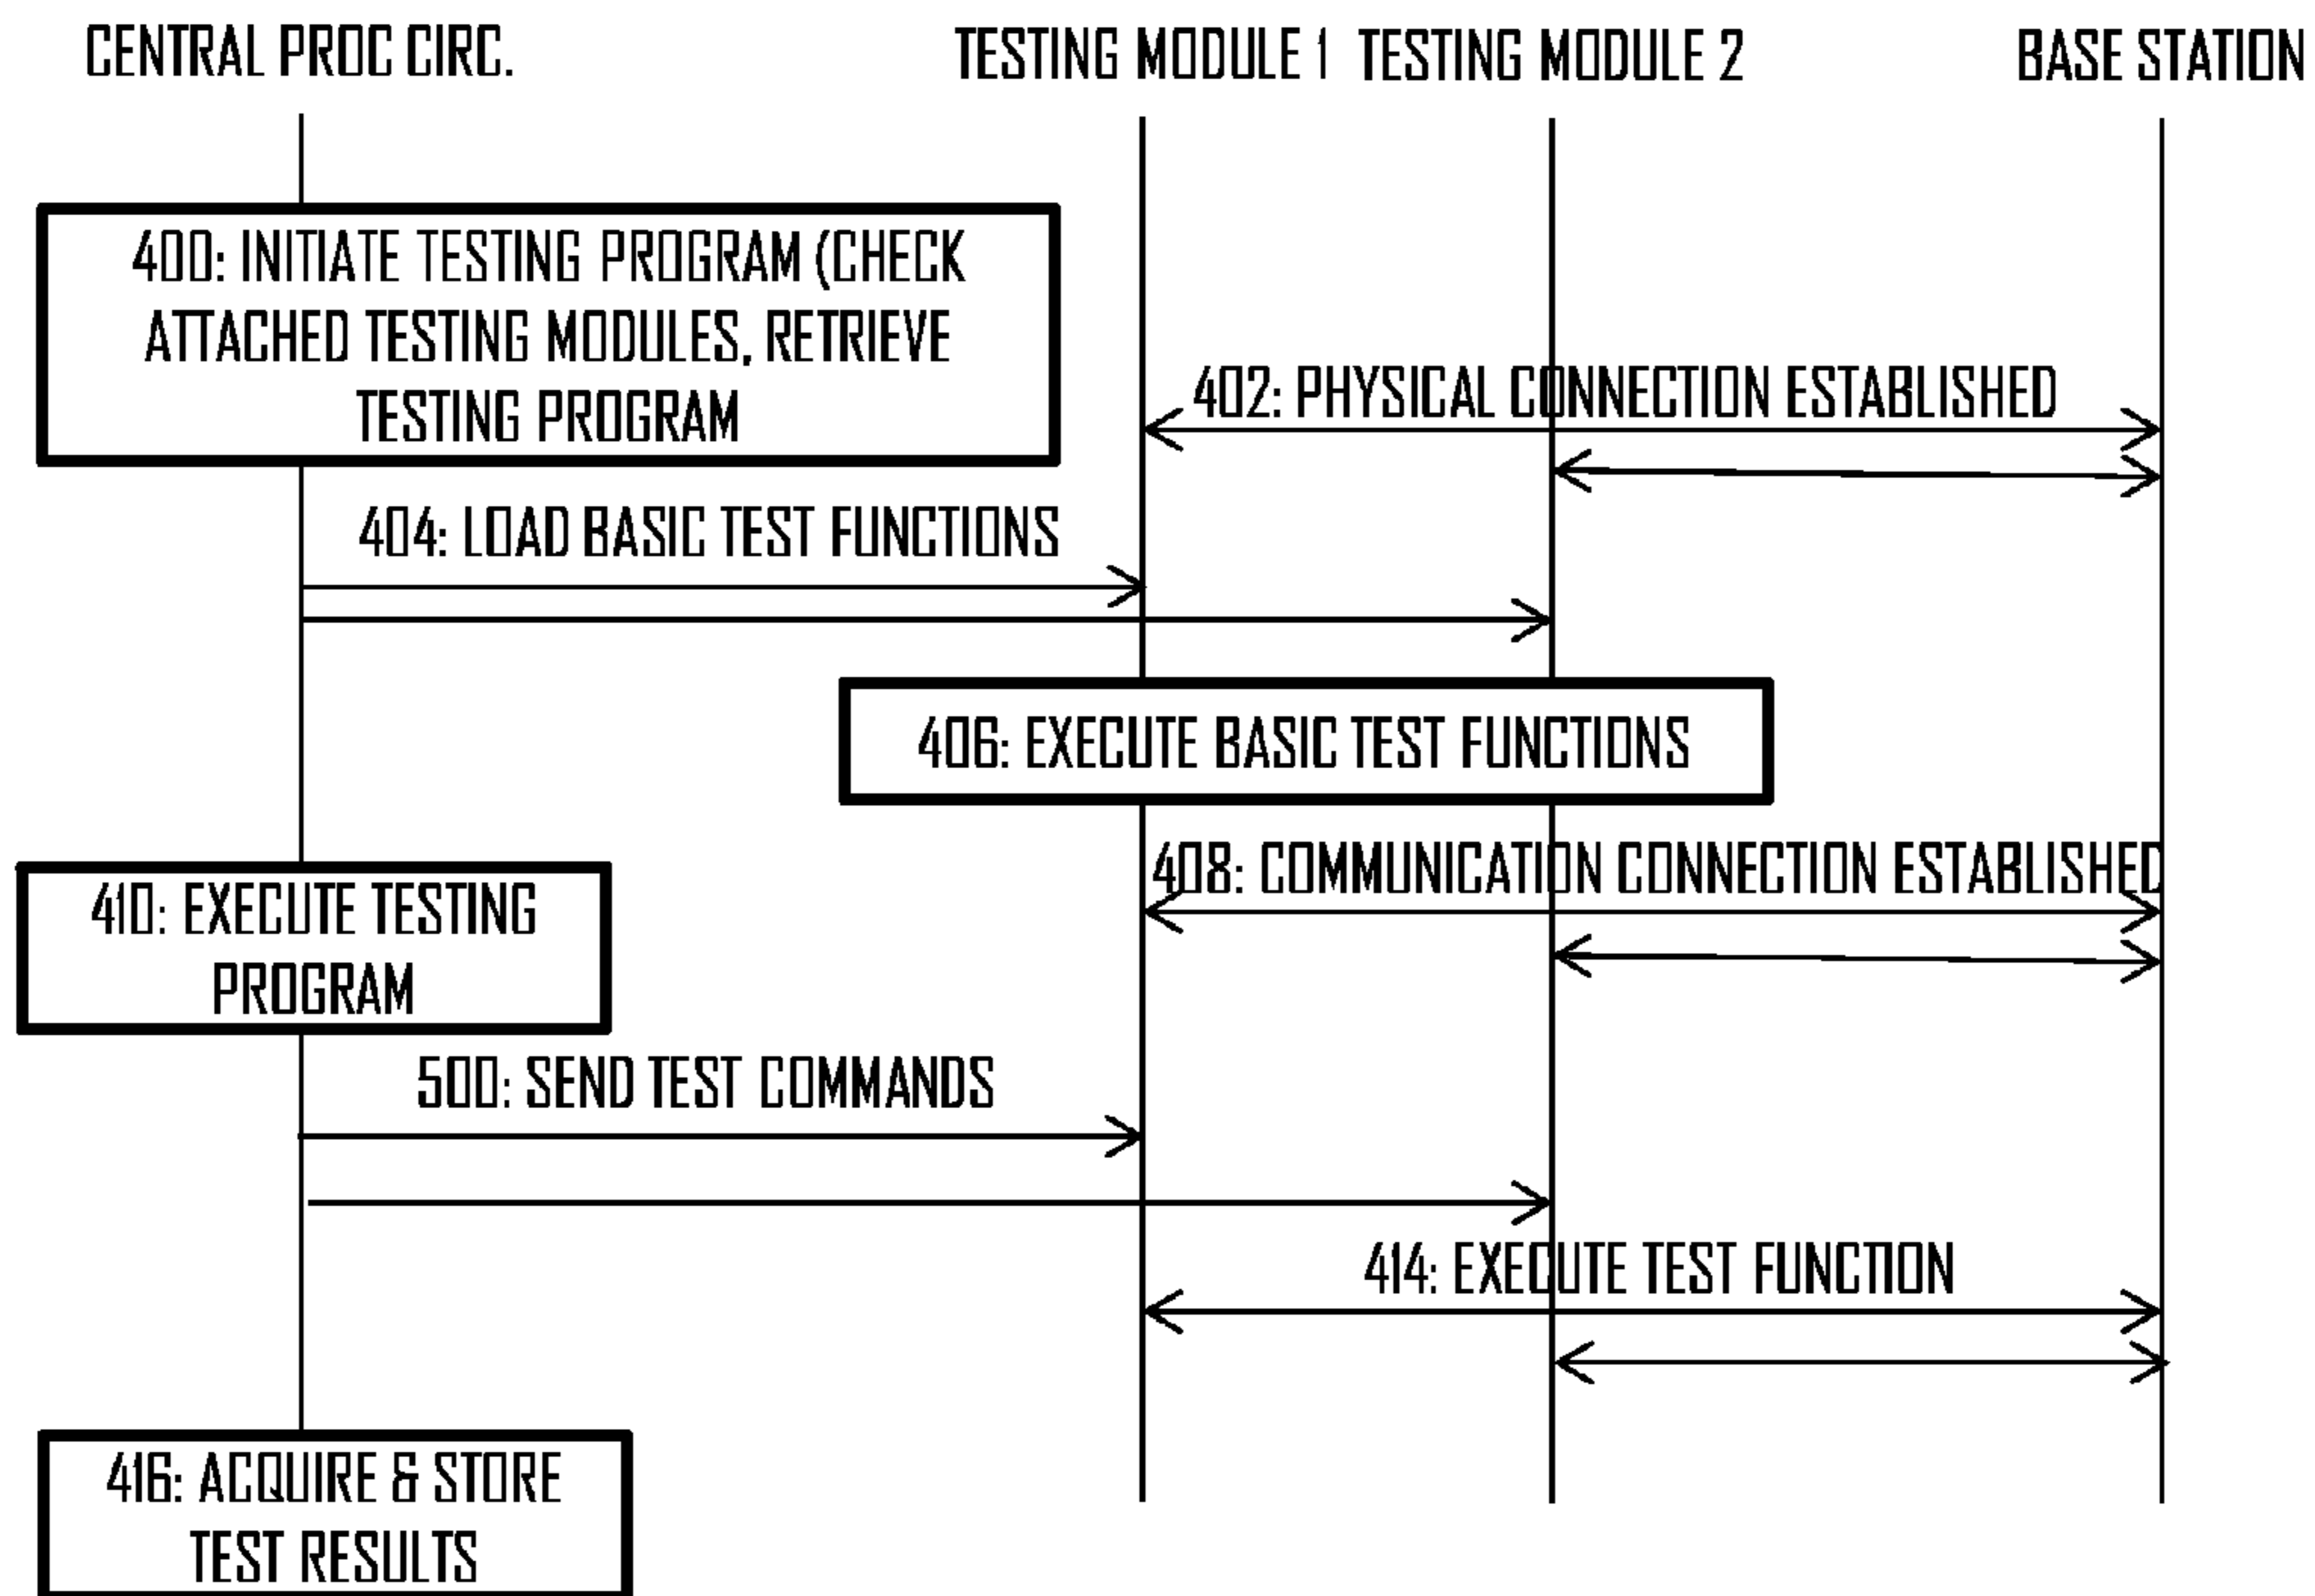 CENTRAL PROC CIRC.
TESTING MODULE 1
TESTING MODULE 2
BASE STATION
400: INITIATE TESTING PROGRAM (CHECK
ATTACHED TESTING MODULES, RETRIEVE
TESTING PROGRAM
402: PHYSICAL CONNECTION ESTABLISHED
404: LOAD BASIC TEST FUNCTIONS
406: EXECUTE BASIC TEST FUNCTIONS
408: COMMUNICATION CONNECTION ESTABLISHED
410: EXECUTE TESTING
PROGRAM
500: SEND TEST COMMANDS
414: EXECUTE TEST FUNCTION
416: ACQUIRE & STORE
TEST RESULTS